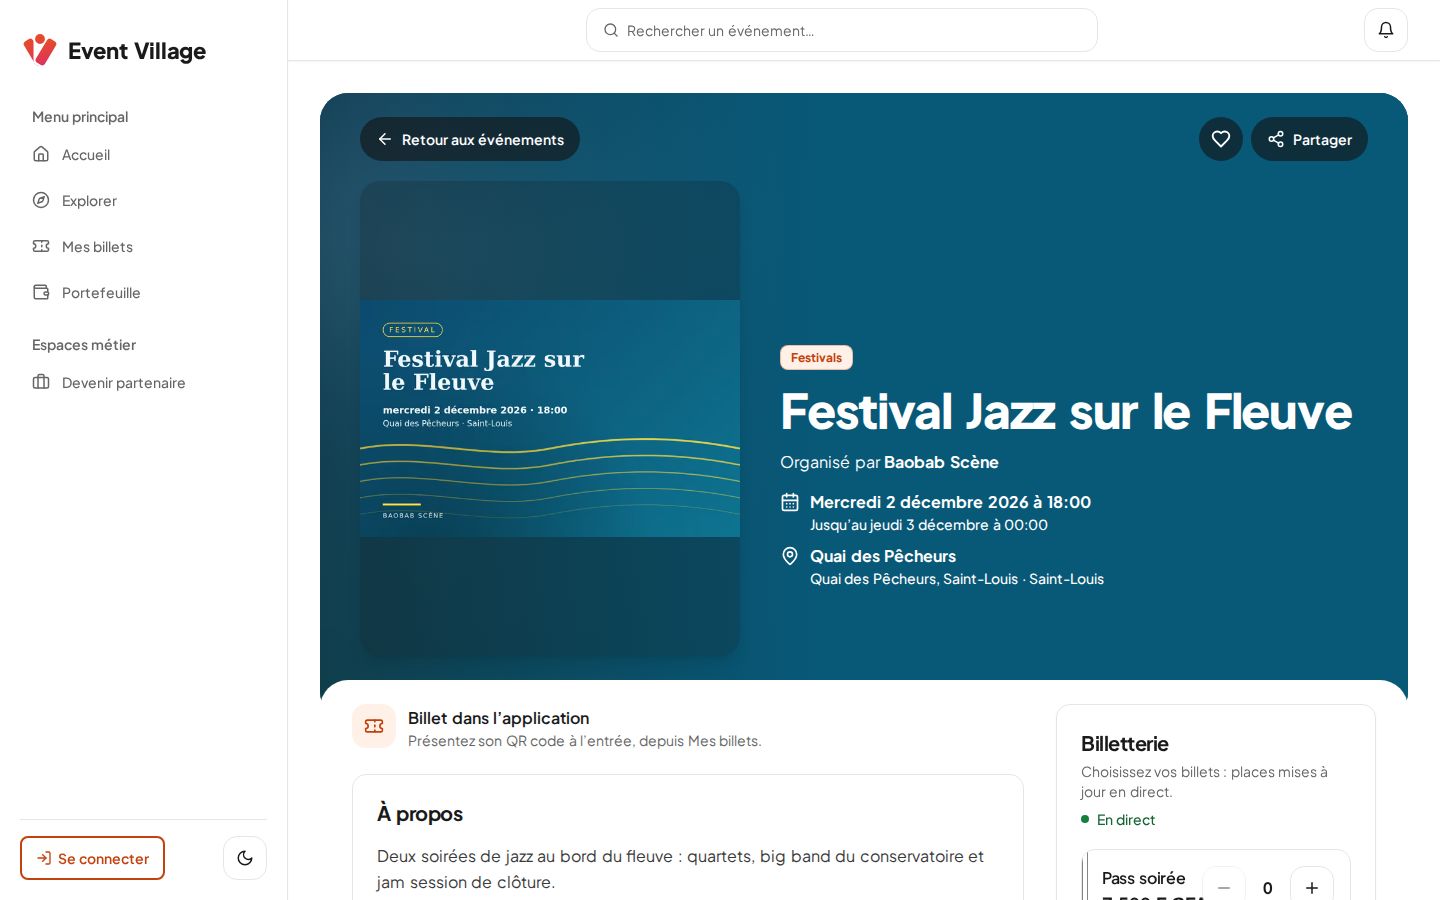 Event Village
Rechercher un événement...
Menu principal
Accueil
Explorer
Mes billets
Portefeuille
Espaces métier
Devenir partenaire
Se connecter
Retour aux événements
Partager
FESTIVAL
Festival Jazz sur
le Fleuve
mercredi 2 décembre 2026 · 18:00
Quai des Pêcheurs · Saint-Louis
BAOBAB SCÈNE
Festivals
Festival Jazz sur le Fleuve
Organisé par Baobab Scène
Mercredi 2 décembre 2026 à 18:00
Jusqu'au jeudi 3 décembre à 00:00
Quai des Pêcheurs
Quai des Pêcheurs, Saint-Louis · Saint-Louis
Billet dans l’application
Présentez son QR code à l’entrée, depuis Mes billets.
À propos
Deux soirées de jazz au bord du fleuve : quartets, big band du conservatoire et
jam session de clôture.
Billetterie
Choisissez vos billets : places mises à
jour en direct.
En direct
Pass soirée
0